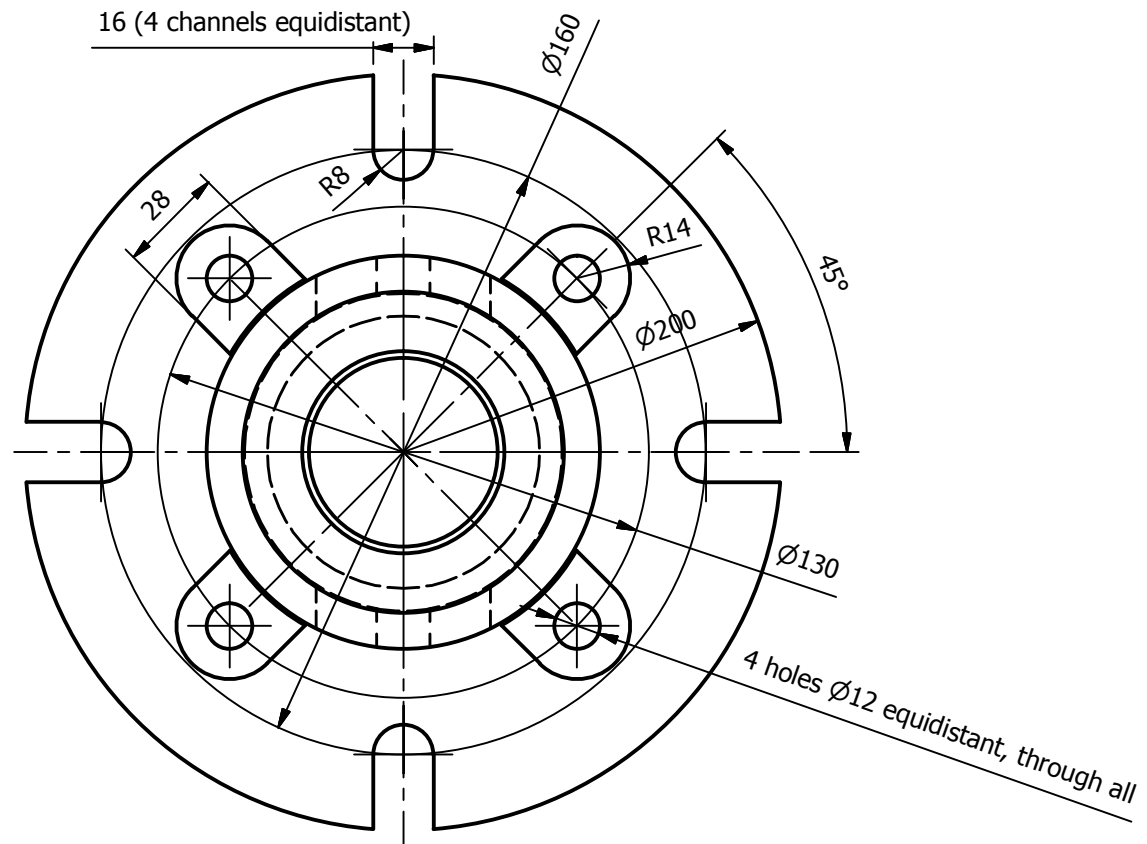 16 (4 channels equidistant)
Ø160
R8
28
R14
45°
Ø200
Ø130
4 holes Ø12 equidistant, through all